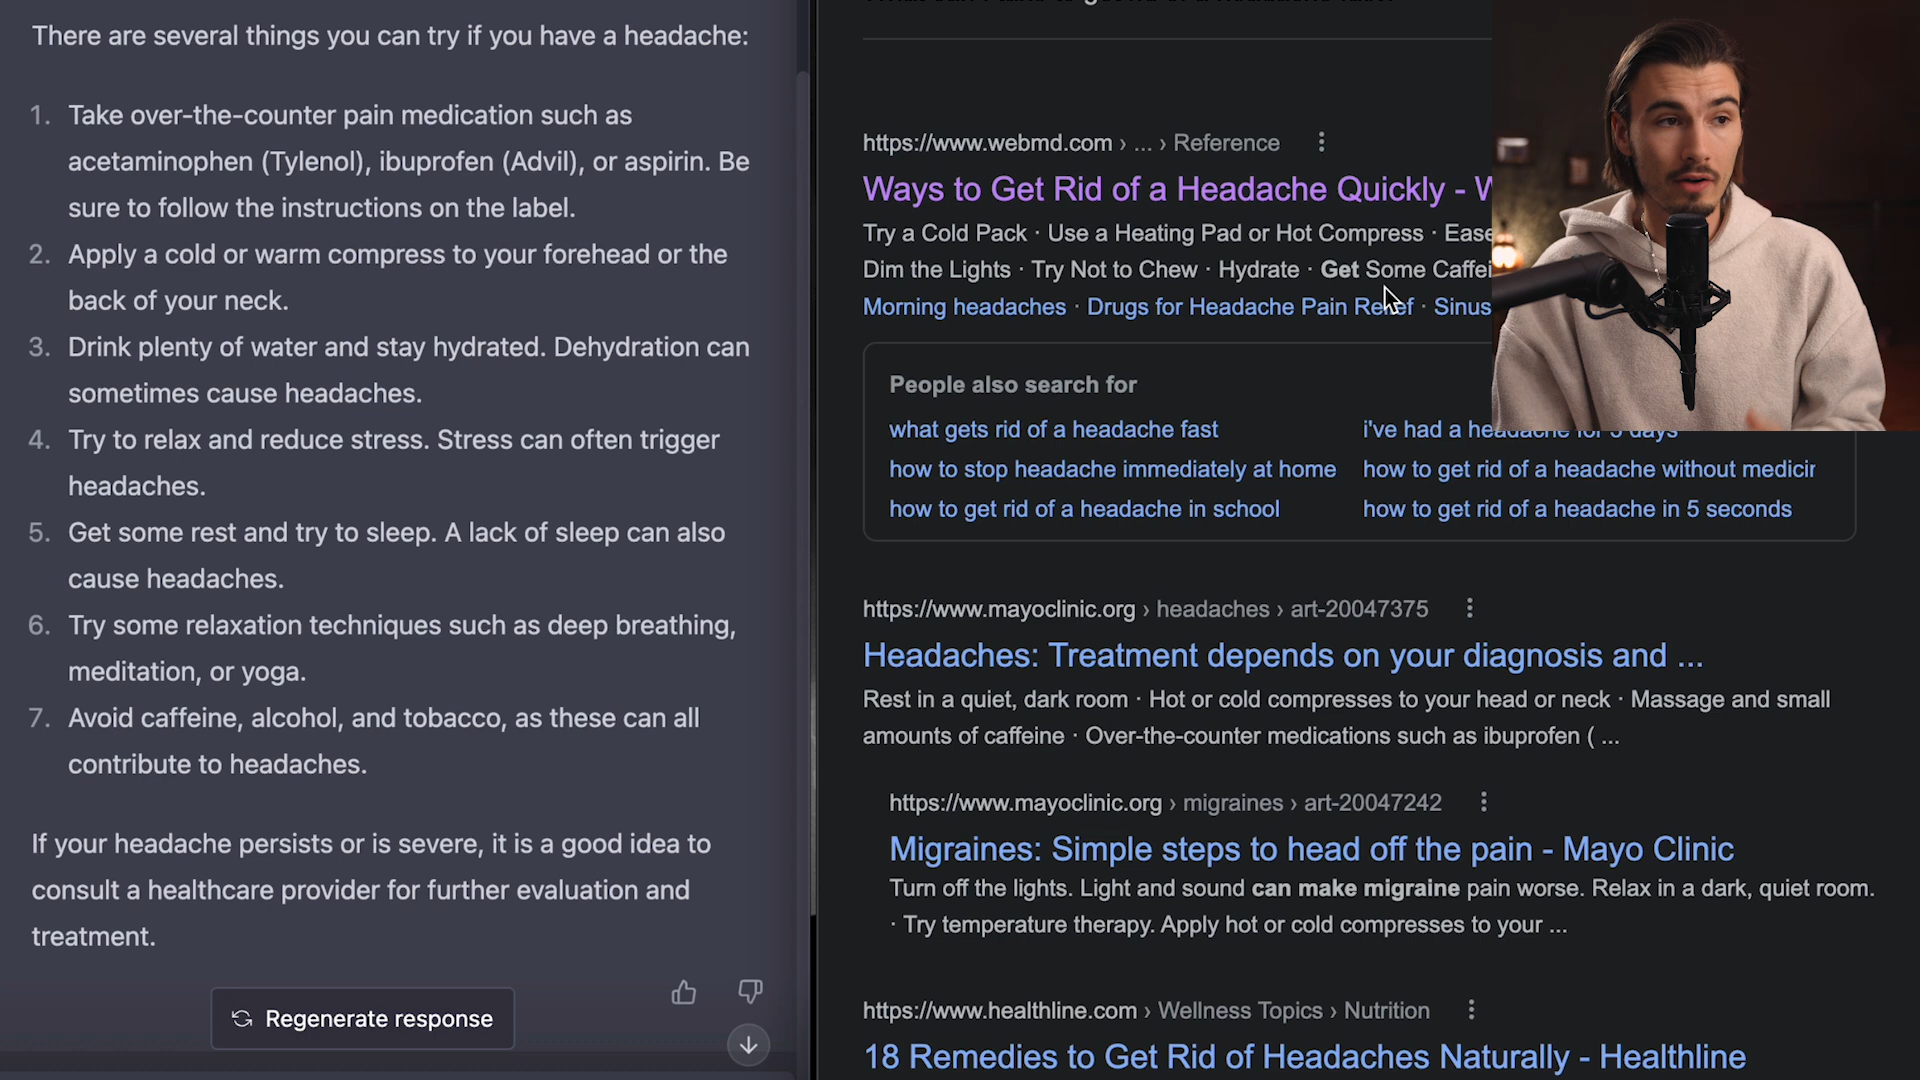 There are several things you can try if you have a headache:
1. Take over-the-counter pain medication such as
acetaminophen (Tylenol), ibuprofen (Advil), or aspirin. Be
sure to follow the instructions on the label.
2. Apply a cold or warm compress to your forehead or the
back of your neck.
3. Drink plenty of water and stay hydrated. Dehydration can
sometimes cause headaches.
4. Try to relax and reduce stress. Stress can often trigger
headaches.
5. Get some rest and try to sleep. A lack of sleep can also
cause headaches.
6. Try some relaxation techniques such as deep breathing,
meditation, or yoga.
7. Avoid caffeine, alcohol, and tobacco, as these can all
contribute to headaches.
If your headache persists or is severe, it is a good idea to
consult a healthcare provider for further evaluation and
treatment.
Regenerate response
https://www.webmd.com › ... › Reference
Ways to Get Rid of a Headache Quickly - W
Try a Cold Pack · Use a Heating Pad or Hot Compress · Ease
Dim the Lights · Try Not to Chew · Hydrate · Get Some Caffei
Morning headaches · Drugs for Headache Pain Relief · Sinus
People also search for
what gets rid of a headache fast
i've had a headache for days
how to stop headache immediately at home
how to get rid of a headache without medicin
how to get rid of a headache in school
how to get rid of a headache in 5 seconds
https://www.mayoclinic.org › headaches › art-20047375
Headaches: Treatment depends on your diagnosis and ...
Rest in a quiet, dark room · Hot or cold compresses to your head or neck · Massage and small
amounts of caffeine · Over-the-counter medications such as ibuprofen ( ...
https://www.mayoclinic.org › migraines › art-20047242
Migraines: Simple steps to head off the pain - Mayo Clinic
Turn off the lights. Light and sound can make migraine pain worse. Relax in a dark, quiet room.
· Try temperature therapy. Apply hot or cold compresses to your ...
https://www.healthline.com › Wellness Topics › Nutrition
18 Remedies to Get Rid of Headaches Naturally - Healthline